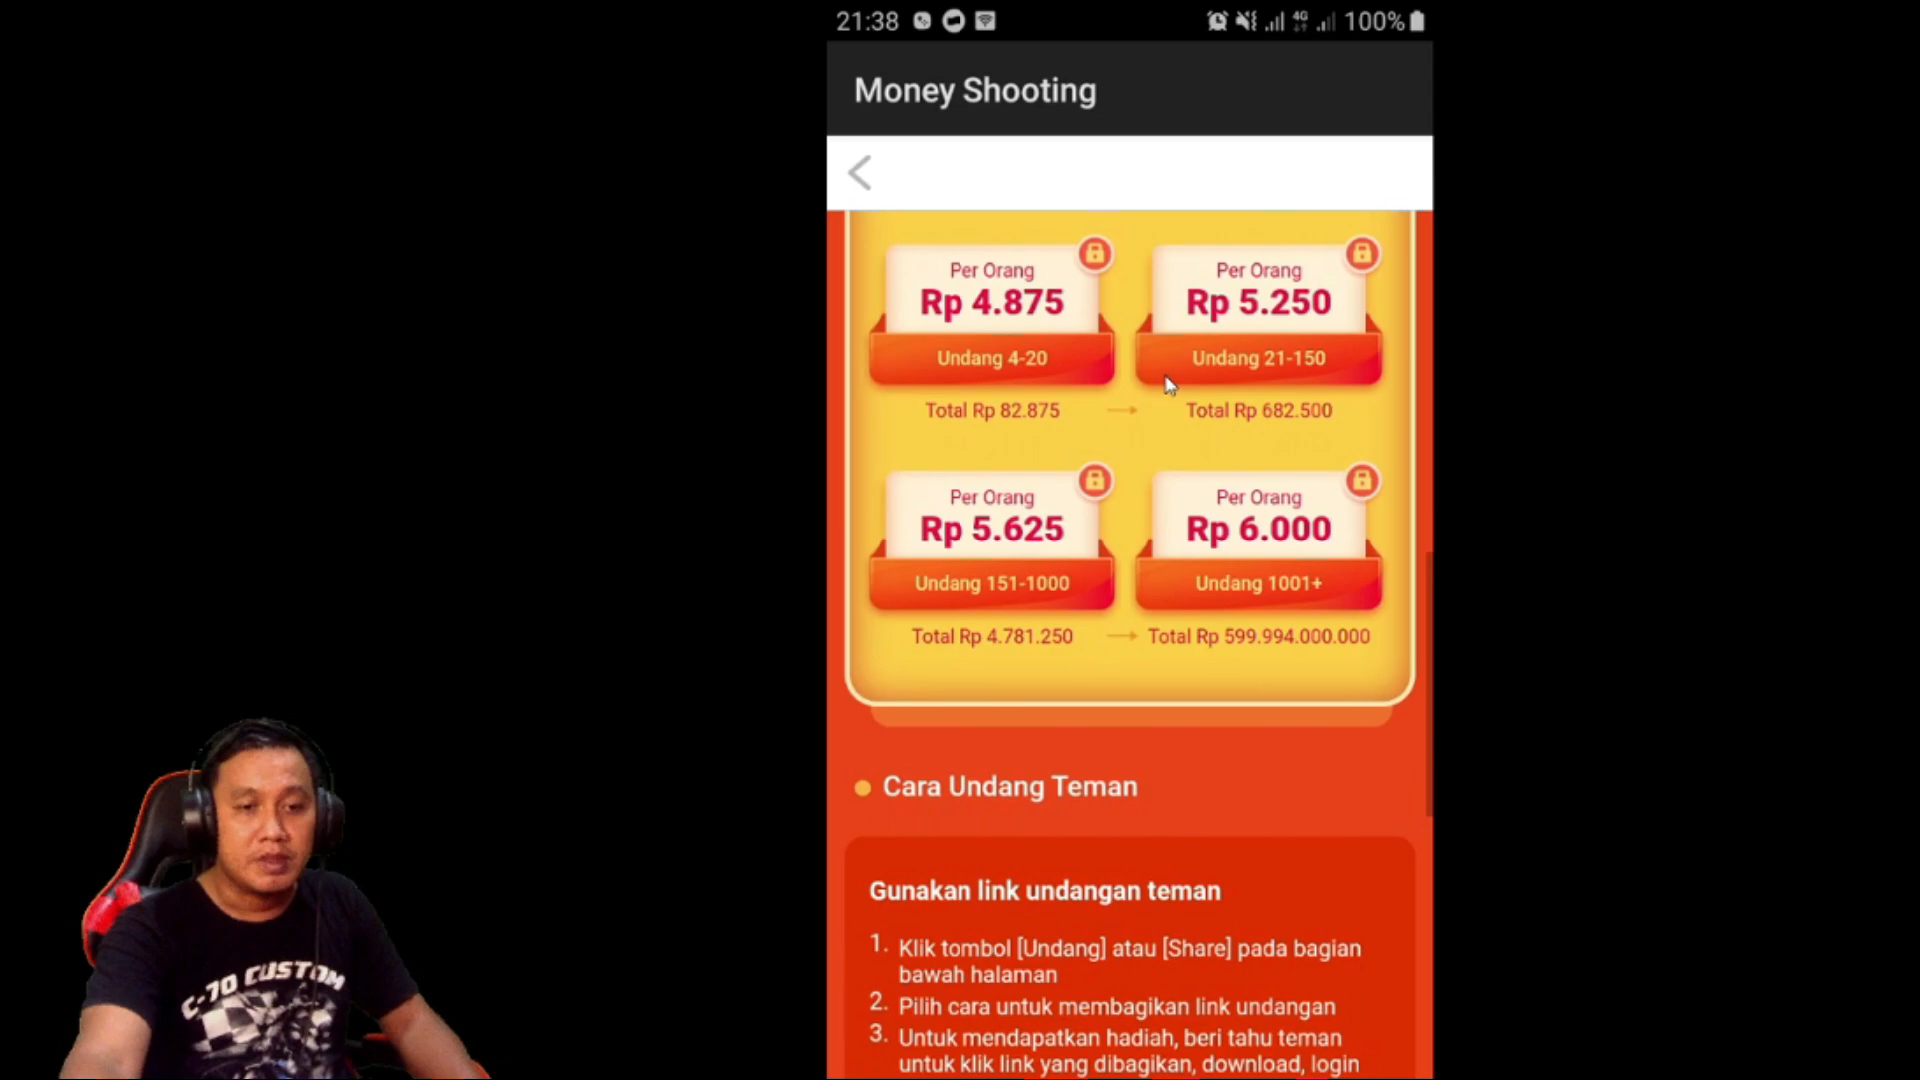 21:38
4G
100%
Money Shooting
Per Orang
Rp 4.875
Undang 4-20
Total Rp 82.875
Per Orang
Rp 5.250
Undang 21-150
Total Rp 682.500
Per Orang
Rp 5.625
Undang 151-1000
Total Rp 4.781.250
Per Orang
Rp 6.000
Undang 1001+
Total Rp 599.994.000.000
Cara Undang Teman
Gunakan link undangan teman
1. Klik tombol [Undang] atau [Share] pada bagian
bawah halaman
2. Pilih cara untuk membagikan link undangan
3. Untuk mendapatkan hadiah, beri tahu teman
untuk klik link yang dibagikan, download, login
C-70 CUSTOM